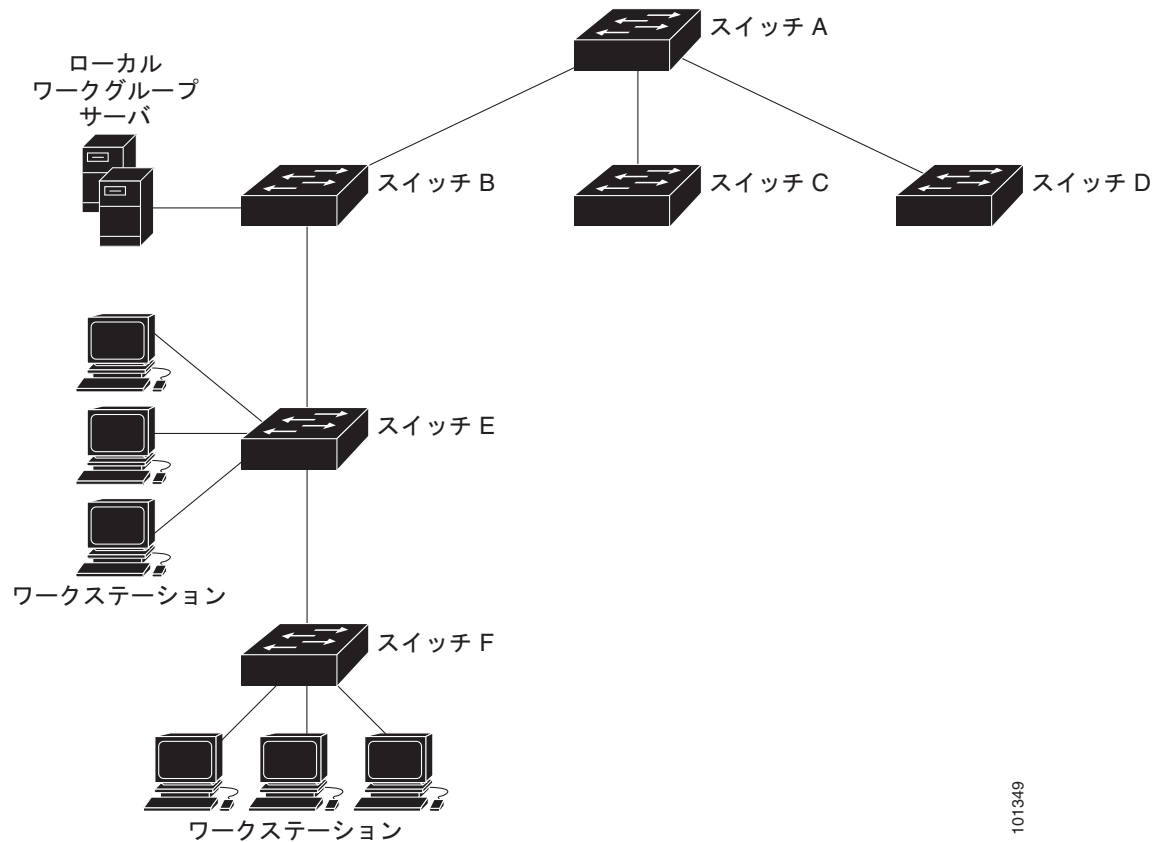 スイッチ A
ローカル
ワークグループ
サーバ
スイッチ B
スイッチ C
スイッチ D
スイッチ E
ワークステーション
スイッチ F
ワークステーション
101349